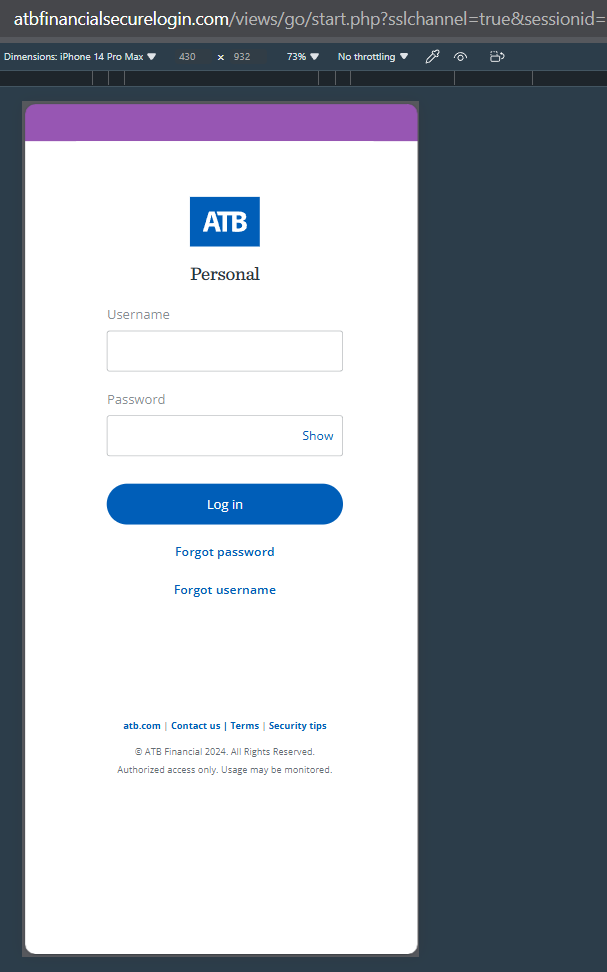 atbfinancialsecurelogin.com/views/go/start.php?sslchannel=true&sessionid=
Dimensions: iPhone 14 Pro Max ▼ 430 x 932 73% ▼ No throttling ▼
ATB
Personal
Username
Password
Show
Log in
Forgot password
Forgot username
atb.com | Contact us | Terms | Security tips
© ATB Financial 2024. All Rights Reserved.
Authorized access only. Usage may be monitored.